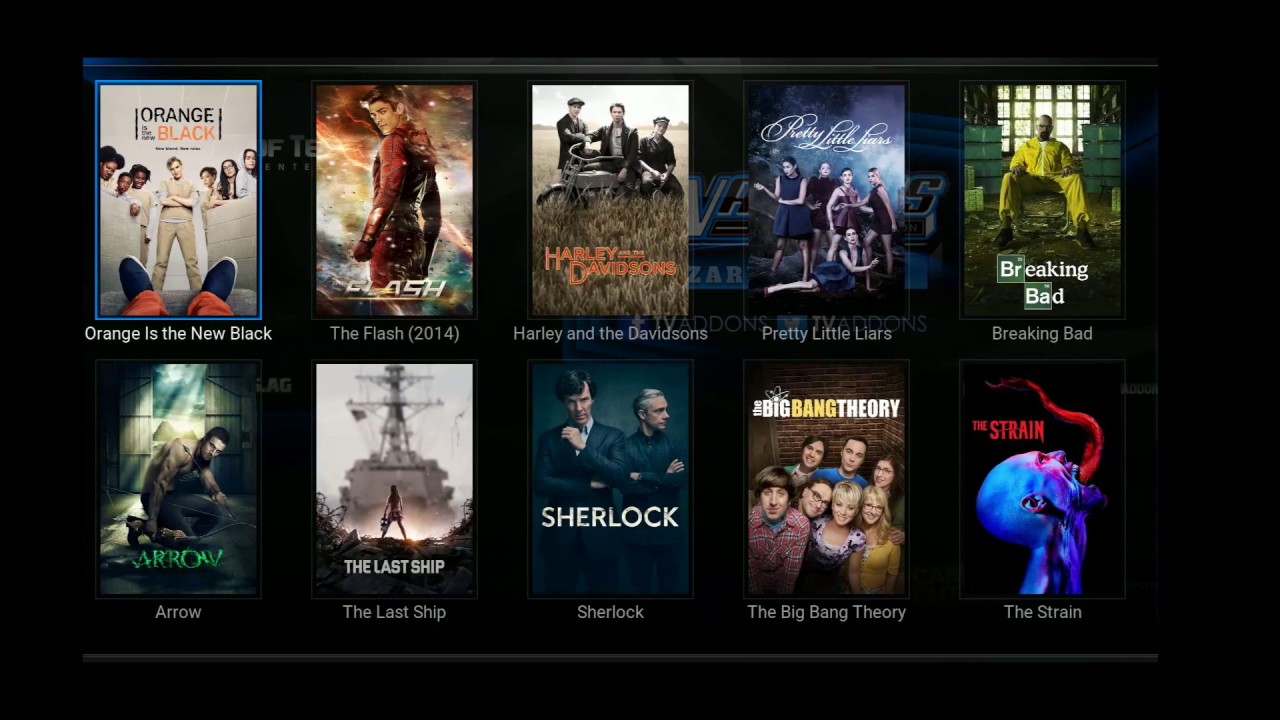 ORANGE
is
the
new
BLACK
New blood. New rules.
FLASH
HARLEY AND THE
DAVIDSONS
Pretty Little Liars
Breaking
Bad
Orange Is the New Black
The Flash (2014)
Harley and the Davidsons
Pretty Little Liars
Breaking Bad
TVADDONS
TVADDONS
ARROW
THE LAST SHIP
SHERLOCK
the BIG BANG THEORY
THE STRAIN
Arrow
The Last Ship
Sherlock
The Big Bang Theory
The Strain